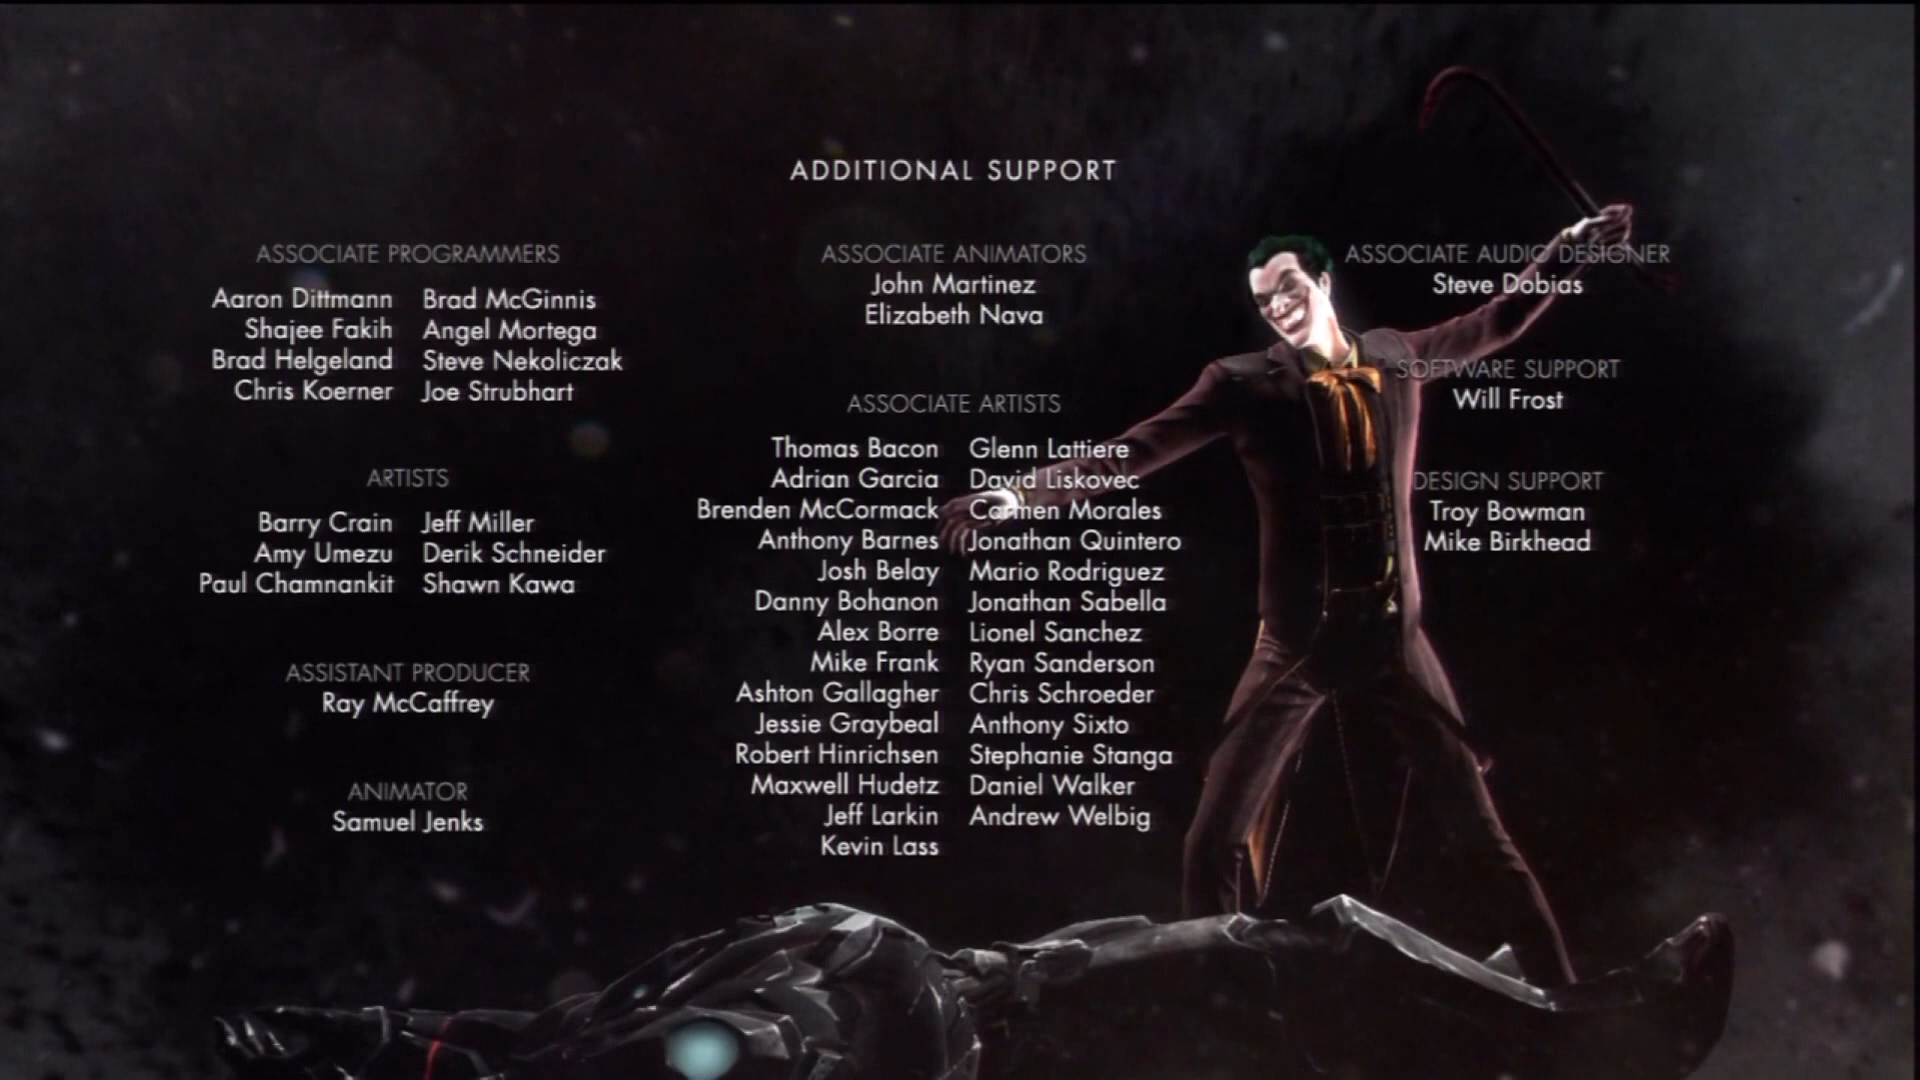 ADDITIONAL SUPPORT
ASSOCIATE PROGRAMMERS
Aaron Dittmann Brad McGinnis
Shajee Fakih Angel Mortega
Brad Helgeland Steve Nekoliczak
Chris Koerner Joe Strubhart
ARTISTS
Barry Crain Jeff Miller
Amy Umezu Derik Schneider
Paul Chamnankit Shawn Kawa
ASSISTANT PRODUCER
Ray McCaffrey
ANIMATOR
Samuel Jenks
ASSOCIATE ANIMATORS
John Martinez
Elizabeth Nava
ASSOCIATE ARTISTS
Thomas Bacon Glenn Lattiere
Adrian Garcia David Liskovec
Brenden McCormack Carmen Morales
Anthony Barnes Jonathan Quintero
Josh Belay Mario Rodriguez
Danny Bohanon Jonathan Sabella
Alex Borre Lionel Sanchez
Mike Frank Ryan Sanderson
Ashton Gallagher Chris Schroeder
Jessie Graybeal Anthony Sixto
Robert Hinrichsen Stephanie Stanga
Maxwell Hudetz Daniel Walker
Jeff Larkin Andrew Welbig
Kevin Lass
ASSOCIATE AUDIO DESIGNER
Steve Dobias
SOFTWARE SUPPORT
Will Frost
DESIGN SUPPORT
Troy Bowman
Mike Birkhead